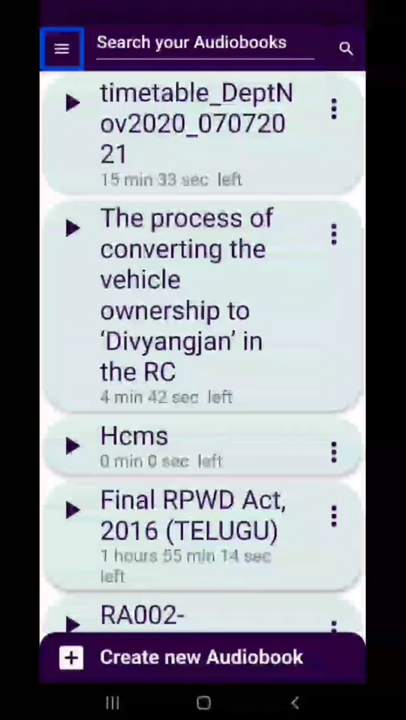 Search your Audiobooks
timetable_DeptN
ov2020_070720
21
15 min 33 sec left
The process of
converting the
vehicle
ownership to
‘Divyangjan’ in
the RC
4 min 42 sec left
Hcms
0 min 0 sec left
Final RPWD Act,
2016 (TELUGU)
1 hours 55 min 14 sec
left
RA002-
Create new Audiobook